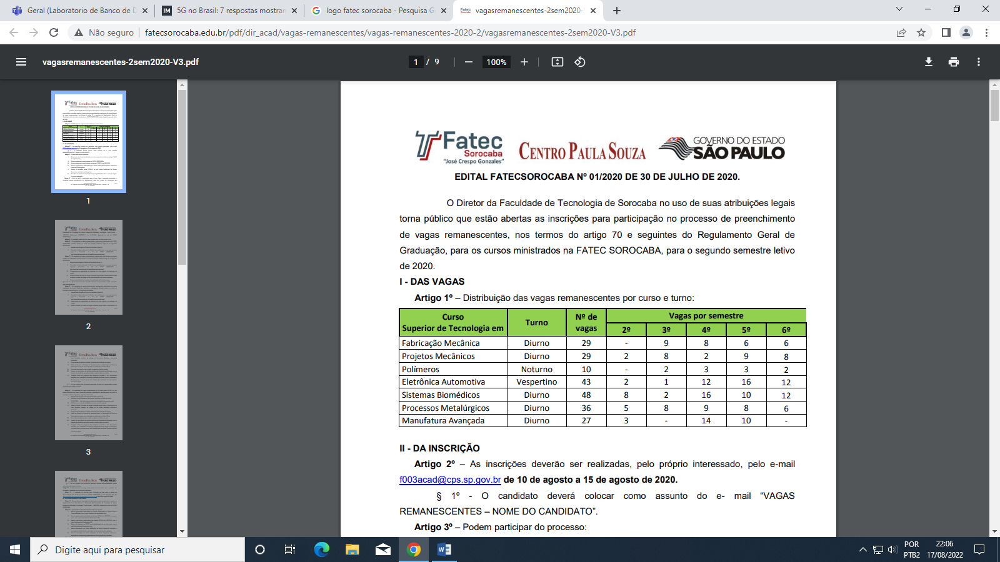 Geral (Laboratorio de Banco de D
5G no Brasil: 7 respostas mostram
logo fatec sorocaba - Pesquisa G
vagasremanescentes-2sem2020-
Não seguro | fatecsorocaba.edu.br/pdf/dir_acad/vagas-remanescentes/vagas-remanescentes-2020-2/vagasremanescentes-2sem2020-V3.pdf
vagasremanescentes-2sem2020-V3.pdf
1 / 9
100%
1
2
3
Fatec
Sorocaba
"José Crespo Gonzales"
CENTRO PAULA SOUZA
GOVERNO DO ESTADO
SÃO PAULO
EDITAL FATECSOROCABA Nº 01/2020 DE 30 DE JULHO DE 2020.
O Diretor da Faculdade de Tecnologia de Sorocaba no uso de suas atribuições legais
torna público que estão abertas as inscrições para participação no processo de preenchimento
de vagas remanescentes, nos termos do artigo 70 e seguintes do Regulamento Geral de
Graduação, para os cursos ministrados na FATEC SOROCABA, para o segundo semestre letivo
de 2020.
I - DAS VAGAS
Artigo 1º – Distribuição das vagas remanescentes por curso e turno:
Curso Superior de Tecnologia em | Turno | Nº de vagas | Vagas por semestre
2º 3º 4º 5º 6º
Fabricação Mecânica Diurno 29 - 9 8 6 6
Projetos Mecânicos Diurno 29 2 8 2 9 8
Polímeros Noturno 10 - 2 3 3 2
Eletrônica Automotiva Vespertino 43 2 1 12 16 12
Sistemas Biomédicos Diurno 48 8 2 16 10 12
Processos Metalúrgicos Diurno 36 5 8 9 8 6
Manufatura Avançada Diurno 27 3 - 14 10 -
II - DA INSCRIÇÃO
Artigo 2º – As inscrições deverão ser realizadas, pelo próprio interessado, pelo e-mail
f003acad@cps.sp.gov.br de 10 de agosto a 15 de agosto de 2020.
§ 1º - O candidato deverá colocar como assunto do e- mail “VAGAS
REMANESCENTES – NOME DO CANDIDATO”.
Artigo 3º – Podem participar do processo:
Digite aqui para pesquisar
POR
PTB2
22:06
17/08/2022